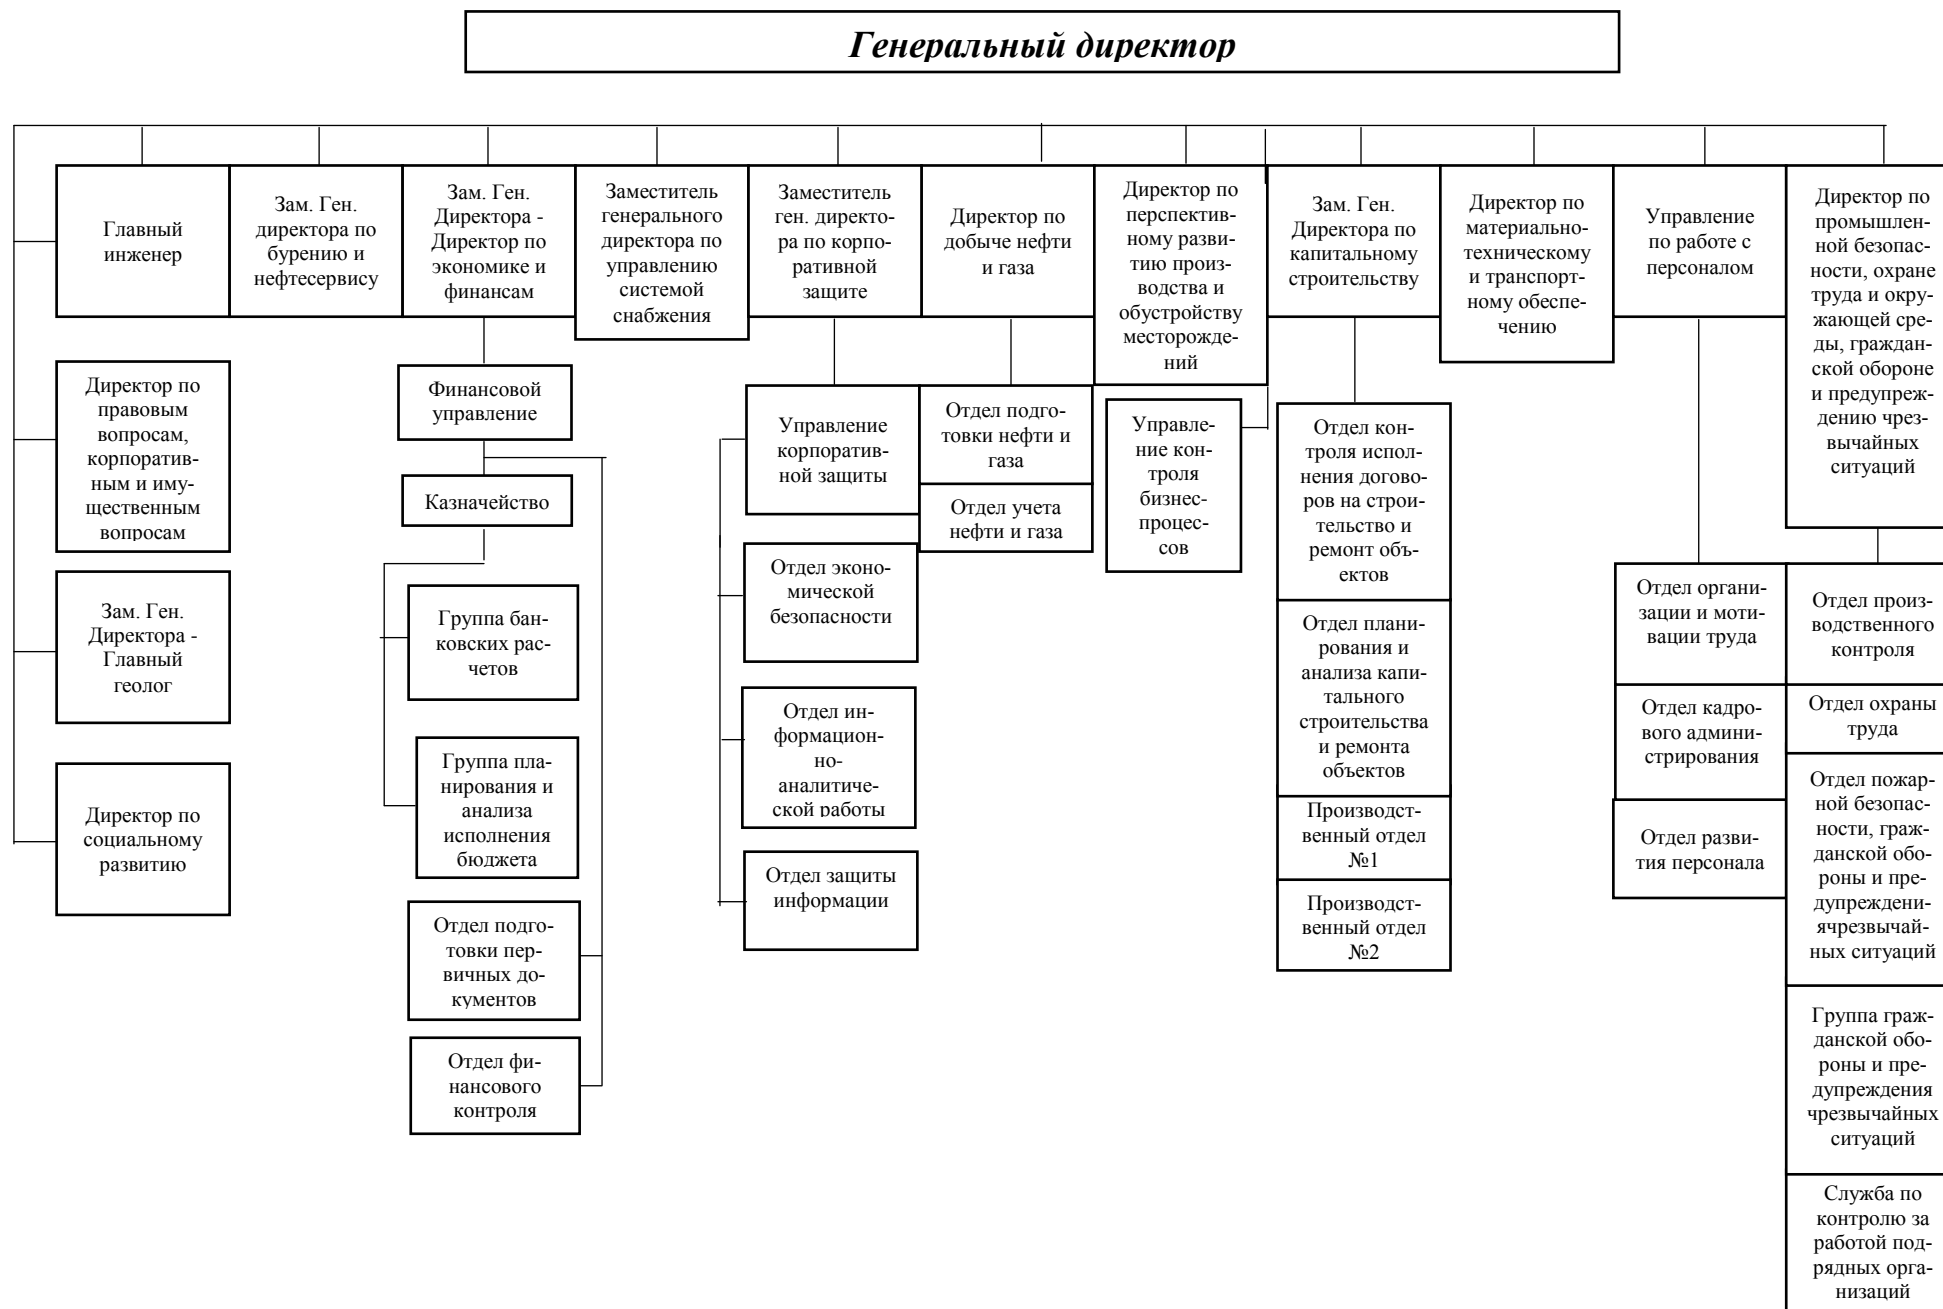 Генеральный директор
Главный
инженер
Зам. Ген.
директора по
бурению и
нефтесервису
Зам. Ген.
Директора -
Директор по
экономике и
финансам
Заместитель
генерального
директора по
управлению
системой
снабжения
Заместитель
ген. директо-
ра по корпо-
ративной
защите
Директор по
добыче нефти
и газа
Директор по
перспектив-
ному разви-
тию произ-
водства и
обустройству
месторожде-
ний
Зам. Ген.
Директора по
капитальному
строительству
Директор по
материально-
техническому
и транспорт-
ному обеспе-
чению
Управление
по работе с
персоналом
Директор по
промышлен-
ной безопас-
ности, охране
труда и окру-
жающей сре-
ды, граждан-
ской обороне
и предупреж-
дению чрез-
вычайных
ситуаций
Директор по
правовым
вопросам,
корпоратив-
ным и иму-
щественным
вопросам
Зам. Ген.
Директора -
Главный
геолог
Директор по
социальному
развитию
Финансовой
управление
Казначейство
Группа бан-
ковских рас-
четов
Группа пла-
нирования и
анализа
исполнения
бюджета
Отдел подго-
товки пер-
вичных до-
кументов
Отдел фи-
нансового
контроля
Управление
корпоратив-
ной защиты
Отдел эконо-
мической
безопасности
Отдел ин-
формацион-
но-
аналитиче-
ской работы
Отдел защиты
информации
Отдел подго-
товки нефти и
газа
Отдел учета
нефти и газа
Управле-
ние кон-
троля
бизнес-
процес-
сов
Отдел кон-
троля испол-
нения догово-
ров на строи-
тельство и
ремонт объ-
ектов
Отдел плани-
рования и
анализа капи-
тального
строительства
и ремонта
объектов
Производст-
венный отдел
№1
Производст-
венный отдел
№2
Отдел органи-
зации и моти-
вации труда
Отдел кадро-
вого админи-
стрирования
Отдел разви-
тия персонала
Отдел произ-
водственного
контроля
Отдел охраны
труда
Отдел пожар-
ной безопас-
ности, граж-
данской обо-
роны и пре-
дупреждени-
ячрезвычай-
ных ситуаций
Группа граж-
данской обо-
роны и пре-
дупреждения
чрезвычайных
ситуаций
Служба по
контролю за
работой под-
рядных орга-
низаций